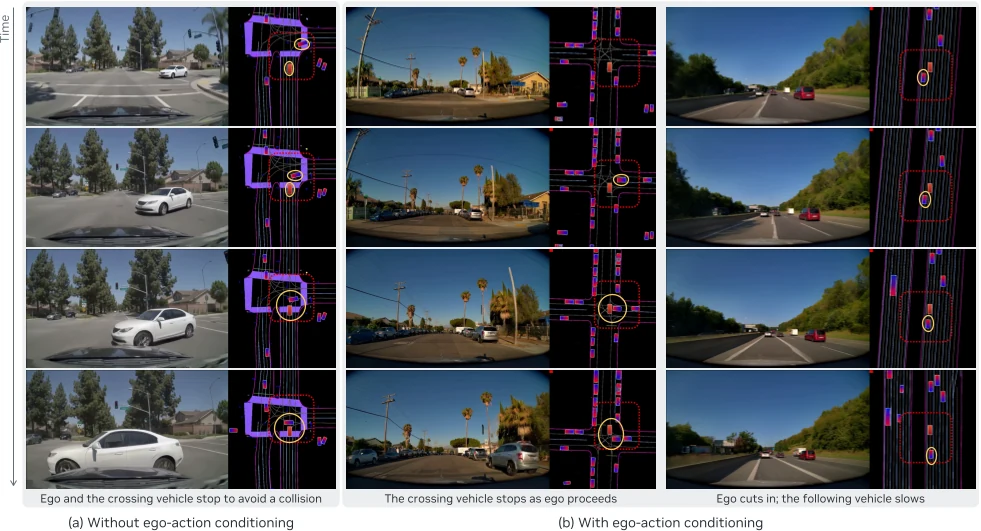 Time
Ego and the crossing vehicle stop to avoid a collision
The crossing vehicle stops as ego proceeds
Ego cuts in; the following vehicle slows
(a) Without ego-action conditioning
(b) With ego-action conditioning